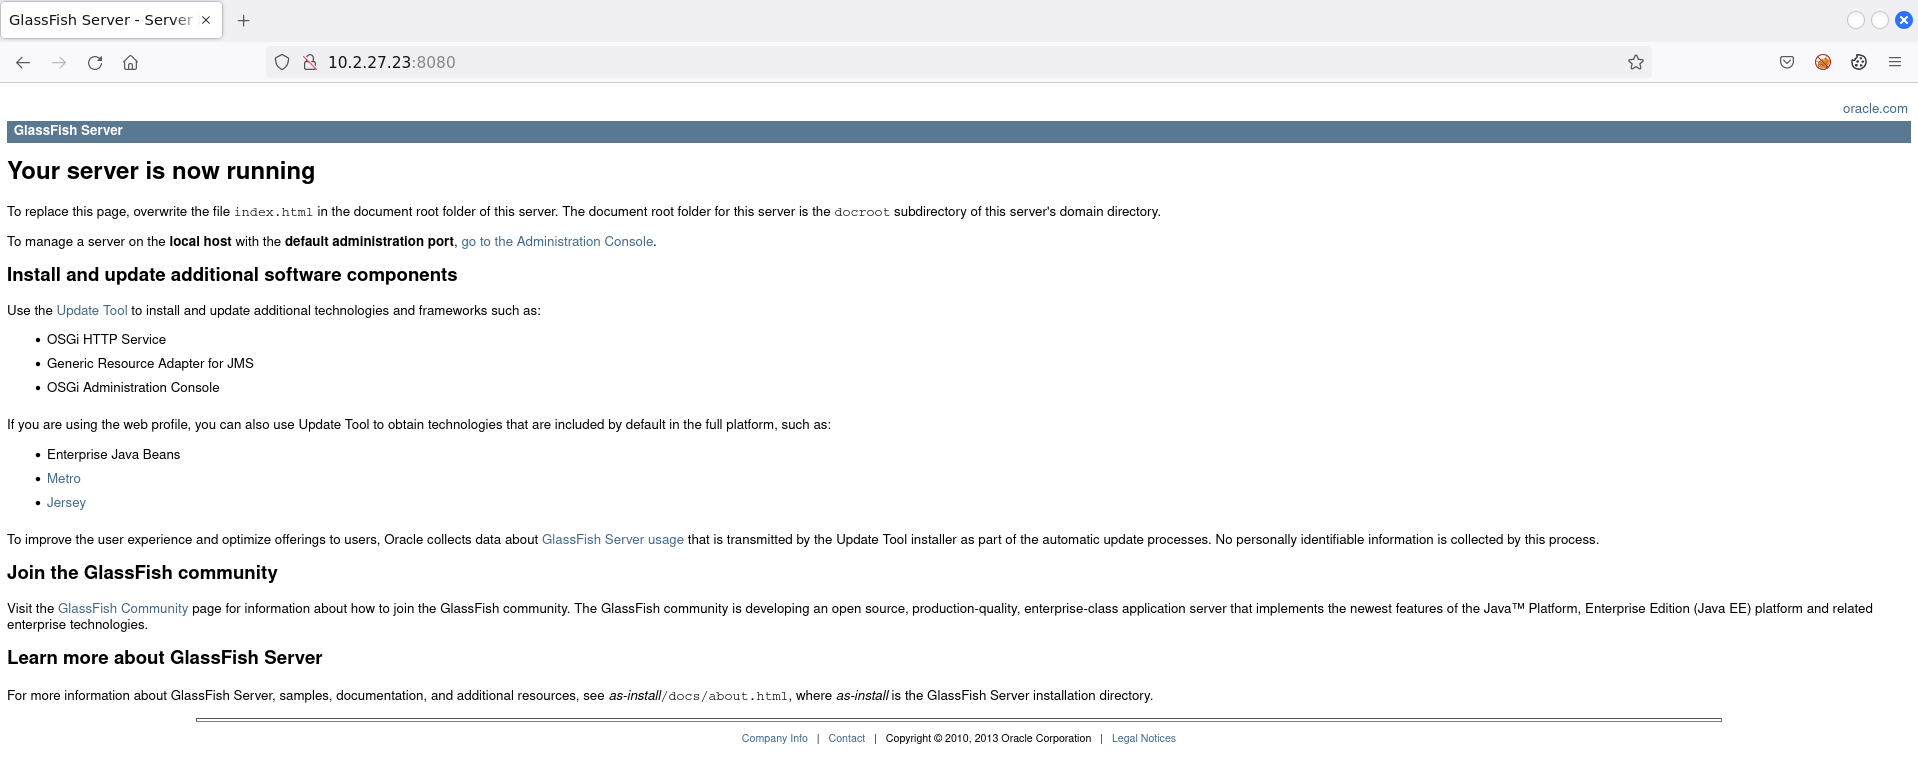 GlassFish Server - Server
10.2.27.23:8080
oracle.com
GlassFish Server
Your server is now running
To replace this page, overwrite the file index.html in the document root folder of this server. The document root folder for this server is the docroot subdirectory of this server's domain directory.
To manage a server on the local host with the default administration port, go to the Administration Console.
Install and update additional software components
Use the Update Tool to install and update additional technologies and frameworks such as:
• OSGi HTTP Service
• Generic Resource Adapter for JMS
• OSGi Administration Console
If you are using the web profile, you can also use Update Tool to obtain technologies that are included by default in the full platform, such as:
• Enterprise Java Beans
• Metro
• Jersey
To improve the user experience and optimize offerings to users, Oracle collects data about GlassFish Server usage that is transmitted by the Update Tool installer as part of the automatic update processes. No personally identifiable information is collected by this process.
Join the GlassFish community
Visit the GlassFish Community page for information about how to join the GlassFish community. The GlassFish community is developing an open source, production-quality, enterprise-class application server that implements the newest features of the Java™ Platform, Enterprise Edition (Java EE) platform and related
enterprise technologies.
Learn more about GlassFish Server
For more information about GlassFish Server, samples, documentation, and additional resources, see as-install/docs/about.html, where as-install is the GlassFish Server installation directory.
Company Info | Contact | Copyright © 2010, 2013 Oracle Corporation | Legal Notices